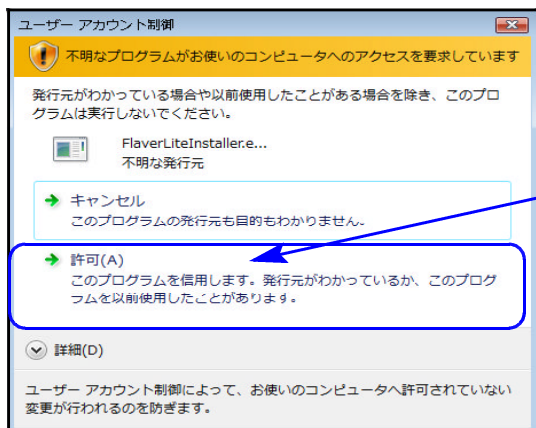 ユーザー アカウント制御
不明なプログラムがお使いのコンピュータへのアクセスを要求しています
発行元がわかっている場合や以前使用したことがある場合を除き、このプロ
グラムは実行しないでください。
FlaverLiteInstaller.e...
不明な発行元
キャンセル
このプログラムの発行元も目的もわかりません。
許可(A)
このプログラムを信用します。発行元がわかっているか、このプログ
ラムを以前使用したことがあります。
詳細(D)
ユーザー アカウント制御によって、お使いのコンピュータへ許可されていない
変更が行われるのを防ぎます。